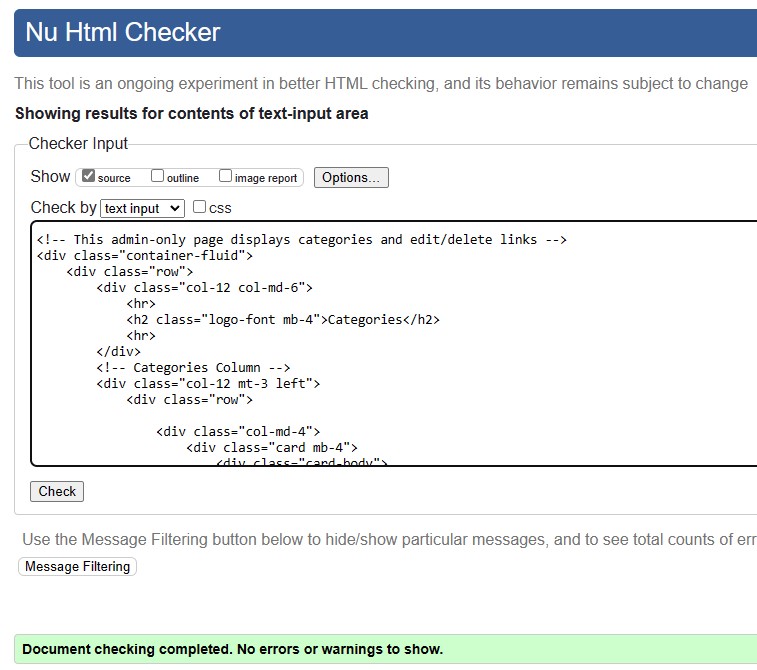 Nu Html Checker
This tool is an ongoing experiment in better HTML checking, and its behavior remains subject to change
Showing results for contents of text-input area
Checker Input
Show source outline image report Options...
Check by text input css
<!-- This admin-only page displays categories and edit/delete links -->
<div class="container-fluid">
    <div class="row">
        <div class="col-12 col-md-6">
            <hr>
            <h2 class="logo-font mb-4">Categories</h2>
            <hr>
        </div>
        <!-- Categories Column -->
        <div class="col-12 mt-3 left">
            <div class="row">
                <div class="col-md-4">
                    <div class="card mb-4">
                        <div class="card-body">
Check
Use the Message Filtering button below to hide/show particular messages, and to see total counts of err
Message Filtering
Document checking completed. No errors or warnings to show.